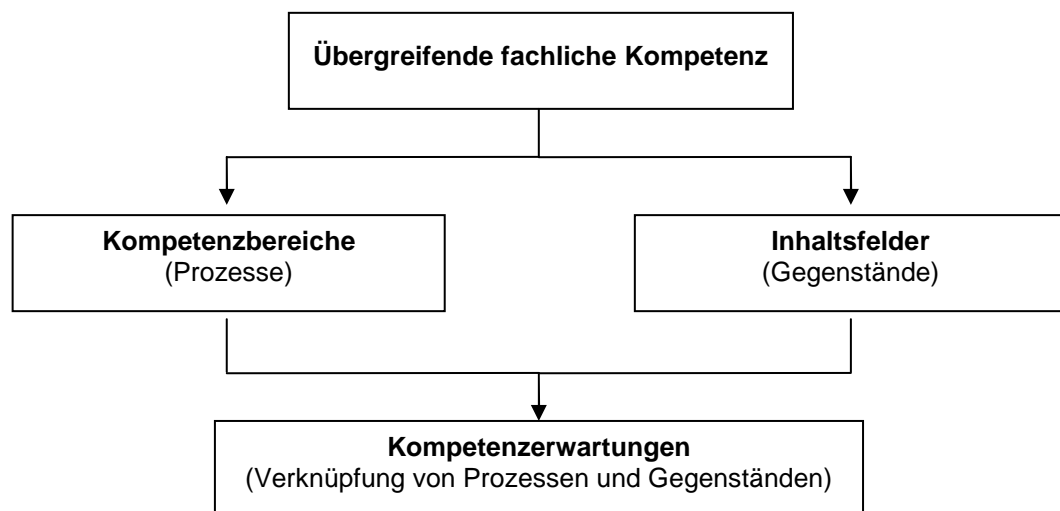 Übergreifende fachliche Kompetenz
Kompetenzbereiche
(Prozesse)
Inhaltsfelder
(Gegenstände)
Kompetenzerwartungen
(Verknüpfung von Prozessen und Gegenständen)